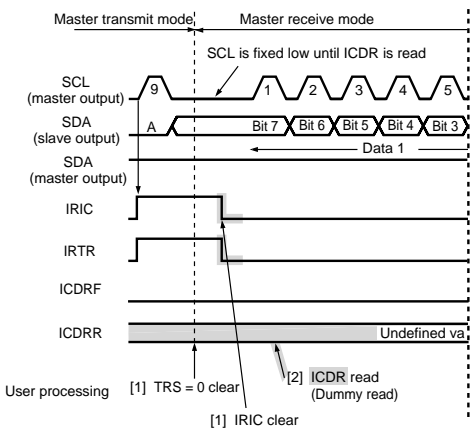 Master transmit mode Master receive mode
SCL is fixed low until ICDR is read
SCL
(master output)
9 1 2 3 4 5
SDA
(slave output)
A Bit 7 Bit 6 Bit 5 Bit 4 Bit 3
Data 1
SDA
(master output)
IRIC
IRTR
ICDRF
ICDRR
Undefined va
User processing
[1] TRS = 0 clear
[2] ICDR read
(Dummy read)
[1] IRIC clear